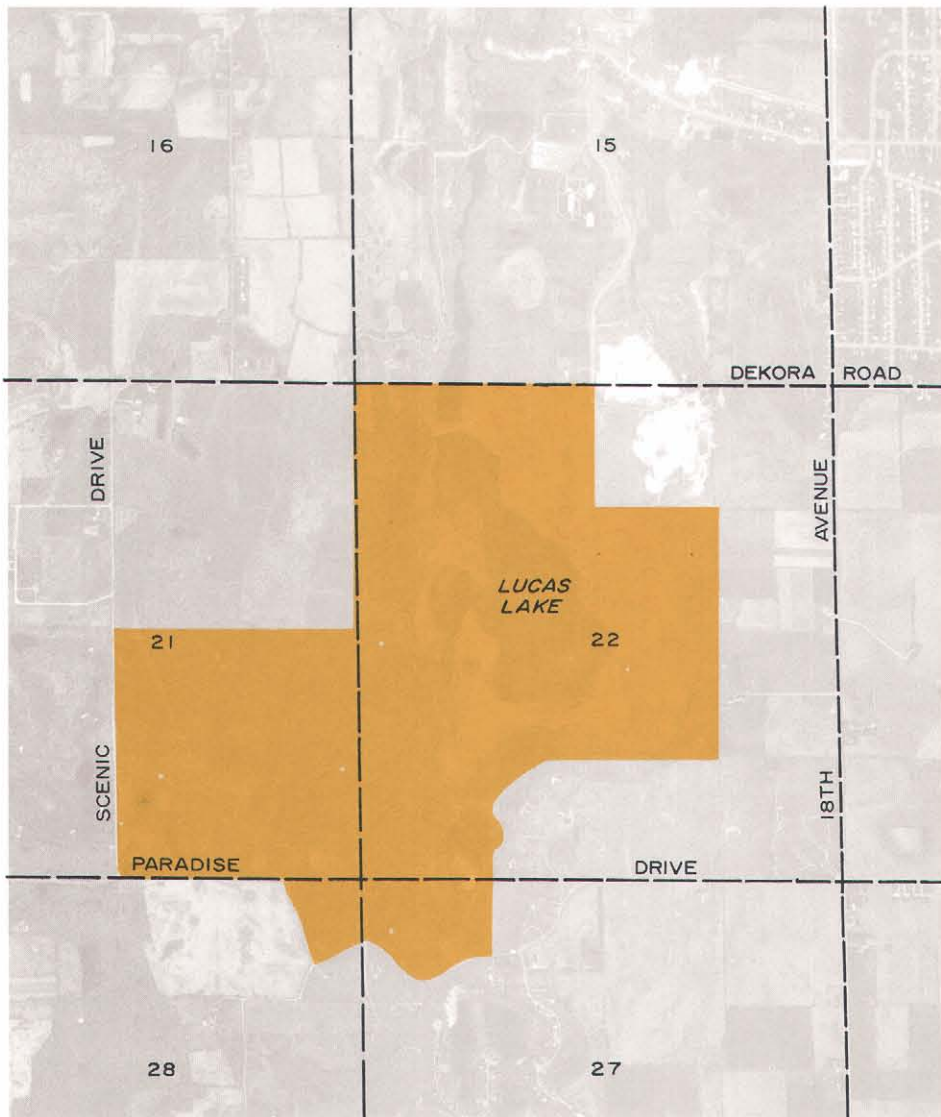 16
15
DEKORA ROAD
DRIVE
AVENUE
LUCAS
LAKE
21
22
SCENIC
18TH
PARADISE
DRIVE
28
27